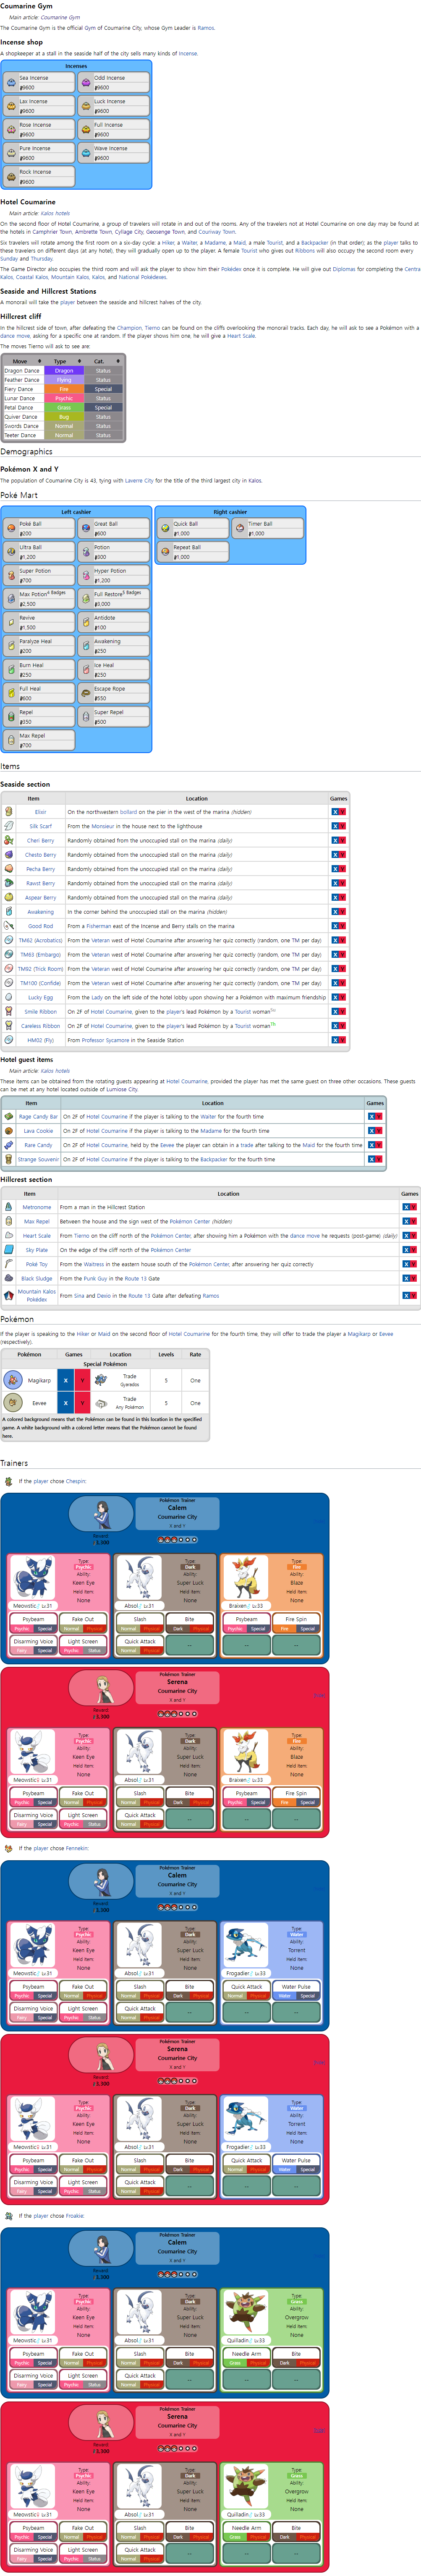 Coumarine Gym
Main article: Coumarine Gym
The Coumarine Gym is the official Gym of Coumarine City, whose Gym Leader is Ramos.
Incense shop
A shopkeeper at a stall in the seaside half of the city sells many kinds of incense.
Incenses
Sea Incense
₽9600
Odd Incense
₽9600
Lax Incense
₽9600
Luck Incense
₽9600
Rose Incense
₽9600
Full Incense
₽9600
Pure Incense
₽9600
Wave Incense
₽9600
Rock Incense
₽9600
Hotel Coumarine
Main article: Kalos hotels
On the second floor of Hotel Coumarine, a group of travelers will rotate in and out of the rooms. Any of the travelers not at Hotel Coumarine on one day may be found at
the hotels in Camphrier Town, Ambrette Town, Cyllage City, Geosenge Town, and Couriway Town.
Six travelers will rotate among the first room on a six-day cycle: a Hiker, a Waiter, a Madame, a Maid, a male Tourist, and a Backpacker (in that order); as the player talks to
these travelers on different days (at any hotel), they will gradually open up to the player. A female Tourist who gives out Ribbons will also occupy the second room every
Sunday and Thursday.
The Game Director also occupies the third room and will ask the player to show him their Pokédex once it is complete. He will give out Diplomas for completing the Central
Kalos, Coastal Kalos, Mountain Kalos, Kalos, and National Pokédexes.
Seaside and Hillcrest Stations
A monorail will take the player between the seaside and hillcrest halves of the city.
Hillcrest cliff
In the hillcrest side of town, after defeating the Champion, Tierno can be found on the cliffs overlooking the monorail tracks. Each day, he will ask to see a Pokémon with a
dance move, asking for a specific one at random. If the player shows him one, he will give a Heart Scale.
The moves Tierno will ask to see are:
Move Type Cat.
Dragon Dance Dragon Status
Feather Dance Flying Status
Fiery Dance Fire Special
Lunar Dance Psychic Status
Petal Dance Grass Special
Quiver Dance Bug Status
Swords Dance Normal Status
Teeter Dance Normal Status
Demographics
Pokémon X and Y
The population of Coumarine City is 43, tying with Laverre City for the title of the third largest city in Kalos.
Poké Mart
Left cashier
Poké Ball
₽200
Great Ball
₽600
Ultra Ball
₽1,200
Potion
₽300
Super Potion
₽700
Hyper Potion
₽1,200
Max Potion 4 Badges
₽2,500
Full Restore 5 Badges
₽3,000
Revive
₽1,500
Antidote
₽100
Paralyze Heal
₽200
Awakening
₽250
Burn Heal
₽250
Ice Heal
₽250
Full Heal
₽600
Escape Rope
₽550
Repel
₽350
Super Repel
₽500
Max Repel
₽700
Right cashier
Quick Ball
₽1,000
Timer Ball
₽1,000
Repeat Ball
₽1,000
Items
Seaside section
Item Location Games
Elixir On the northwestern bollard on the pier in the west of the marina (hidden) X Y
Silk Scarf From the Monsieur in the house next to the lighthouse X Y
Cheri Berry Randomly obtained from the unoccupied stall on the marina (daily) X Y
Chesto Berry Randomly obtained from the unoccupied stall on the marina (daily) X Y
Pecha Berry Randomly obtained from the unoccupied stall on the marina (daily) X Y
Rawst Berry Randomly obtained from the unoccupied stall on the marina (daily) X Y
Aspear Berry Randomly obtained from the unoccupied stall on the marina (daily) X Y
Awakening In the corner behind the unoccupied stall on the marina (hidden) X Y
Good Rod From a Fisherman east of the Incense and Berry stalls on the marina X Y
TM62 (Acrobatics) From the Veteran west of Hotel Coumarine after answering her quiz correctly (random, one TM per day) X Y
TM63 (Embargo) From the Veteran west of Hotel Coumarine after answering her quiz correctly (random, one TM per day) X Y
TM92 (Trick Room) From the Veteran west of Hotel Coumarine after answering her quiz correctly (random, one TM per day) X Y
TM100 (Confide) From the Veteran west of Hotel Coumarine after answering her quiz correctly (random, one TM per day) X Y
Lucky Egg From the Lady on the left side of the hotel lobby upon showing her a Pokémon with maximum friendship X Y
Smile Ribbon On 2F of Hotel Coumarine, given to the player's lead Pokémon by a Tourist woman X Y
Careless Ribbon On 2F of Hotel Coumarine, given to the player's lead Pokémon by a Tourist woman X Y
HM02 (Fly) From Professor Sycamore in the Seaside Station X Y
Hotel guest items
Main article: Kalos hotels
These items can be obtained from the rotating guests appearing at Hotel Coumarine, provided the player has met the same guest on three other occasions. These guests
can be met at any hotel located outside of Lumiose City.
Item Location Games
Rage Candy Bar On 2F of Hotel Coumarine if the player is talking to the Waiter for the fourth time X Y
Lava Cookie On 2F of Hotel Coumarine if the player is talking to the Madame for the fourth time X Y
Rare Candy On 2F of Hotel Coumarine, held by the Eevee the player can obtain in a trade after talking to the Maid for the fourth time X Y
Strange Souvenir On 2F of Hotel Coumarine if the player is talking to the Backpacker for the fourth time X Y
Hillcrest section
Item Location Games
Metronome From a man in the Hillcrest Station X Y
Max Repel Between the house and the sign west of the Pokémon Center (hidden) X Y
Heart Scale From Tierno on the cliff north of the Pokémon Center, after showing him a Pokémon with the dance move he requests (post-game) (daily) X Y
Sky Plate On the edge of the cliff north of the Pokémon Center X Y
Poké Toy From the Waitress in the eastern house south of the Pokémon Center, after answering her quiz correctly X Y
Black Sludge From the Punk Guy in the Route 13 Gate X Y
Mountain Kalos
Pokédex From Sina and Dexio in the Route 13 Gate after defeating Ramos X Y
Pokémon
If the player is speaking to the Hiker or Maid on the second floor of Hotel Coumarine for the fourth time, they will offer to trade the player a Magikarp or Eevee
(respectively).
Pokémon Games Location Levels Rate
Special Pokémon
Magikarp X Y Trade
Gyarados 5 One
Eevee X Y Trade
Any Pokémon 5 One
A colored background means that the Pokémon can be found in this location in the specified
game. A white background with a colored letter means that the Pokémon cannot be found
here.
Trainers
If the player chose Chespin:
Pokémon Trainer
Calem
Coumarine City
X and Y
Reward:
₽3,300
Type: Psychic Ability: Keen Eye Held item: None
Meowstic♂ Lv.31
Type: Dark Ability: Super Luck Held item: None
Absol♂ Lv.31
Type: Fire Ability: Blaze Held item: None
Braixen♂ Lv.33
Psybeam Fake Out Slash Bite Psybeam Fire Spin
Psychic Special Normal Physical Normal Physical Dark Physical Psychic Special Fire Special
Disarming Voice Light Screen Quick Attack -- -- --
Fairy Special Psychic Status Normal Physical
Pokémon Trainer
Serena
Coumarine City
X and Y
Reward:
₽3,300
Type: Psychic Ability: Keen Eye Held item: None
Meowstic♀ Lv.31
Type: Dark Ability: Super Luck Held item: None
Absol♂ Lv.31
Type: Fire Ability: Blaze Held item: None
Braixen♂ Lv.33
Psybeam Fake Out Slash Bite Psybeam Fire Spin
Psychic Special Normal Physical Normal Physical Dark Physical Psychic Special Fire Special
Disarming Voice Light Screen Quick Attack -- -- --
Fairy Special Psychic Status Normal Physical
If the player chose Fennekin:
Pokémon Trainer
Calem
Coumarine City
X and Y
Reward:
₽3,300
Type: Psychic Ability: Keen Eye Held item: None
Meowstic♂ Lv.31
Type: Dark Ability: Super Luck Held item: None
Absol♂ Lv.31
Type: Water Ability: Torrent Held item: None
Frogadier♂ Lv.33
Psybeam Fake Out Slash Bite Quick Attack Water Pulse
Psychic Special Normal Physical Normal Physical Dark Physical Normal Physical Water Special
Disarming Voice Light Screen Quick Attack -- -- --
Fairy Special Psychic Status Normal Physical
Pokémon Trainer
Serena
Coumarine City
X and Y
Reward:
₽3,300
Type: Psychic Ability: Keen Eye Held item: None
Meowstic♀ Lv.31
Type: Dark Ability: Super Luck Held item: None
Absol♂ Lv.31
Type: Water Ability: Torrent Held item: None
Frogadier♂ Lv.33
Psybeam Fake Out Slash Bite Quick Attack Water Pulse
Psychic Special Normal Physical Normal Physical Dark Physical Normal Physical Water Special
Disarming Voice Light Screen Quick Attack -- -- --
Fairy Special Psychic Status Normal Physical
If the player chose Froakie:
Pokémon Trainer
Calem
Coumarine City
X and Y
Reward:
₽3,300
Type: Psychic Ability: Keen Eye Held item: None
Meowstic♂ Lv.31
Type: Dark Ability: Super Luck Held item: None
Absol♂ Lv.31
Type: Grass Ability: Overgrow Held item: None
Quilladin♂ Lv.33
Psybeam Fake Out Slash Bite Needle Arm Bite
Psychic Special Normal Physical Normal Physical Dark Physical Grass Physical Dark Physical
Disarming Voice Light Screen Quick Attack -- -- --
Fairy Special Psychic Status Normal Physical
Pokémon Trainer
Serena
Coumarine City
X and Y
Reward:
₽3,300
Type: Psychic Ability: Keen Eye Held item: None
Meowstic♀ Lv.31
Type: Dark Ability: Super Luck Held item: None
Absol♂ Lv.31
Type: Grass Ability: Overgrow Held item: None
Quilladin♂ Lv.33
Psybeam Fake Out Slash Bite Needle Arm Bite
Psychic Special Normal Physical Normal Physical Dark Physical Grass Physical Dark Physical
Disarming Voice Light Screen Quick Attack -- -- --
Fairy Special Psychic Status Normal Physical